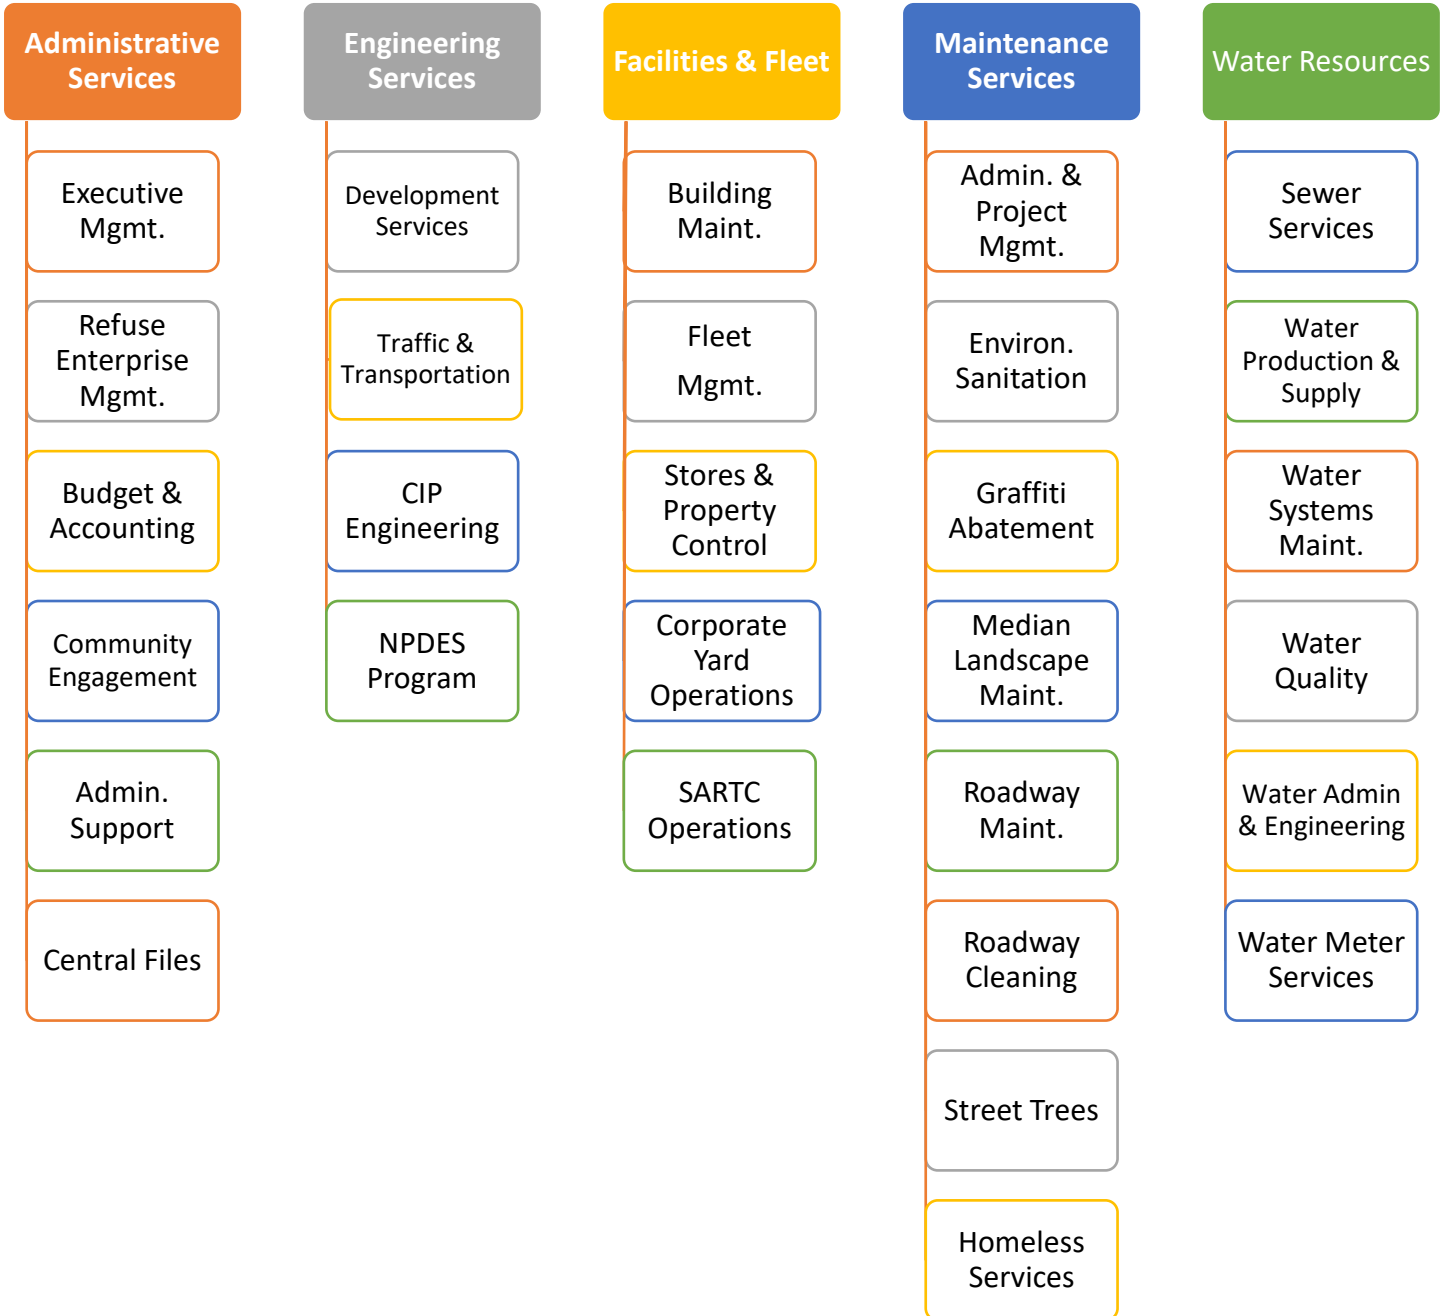 Administrative
Services
Executive
Mgmt.
Refuse
Enterprise
Mgmt.
Budget &
Accounting
Community
Engagement
Admin.
Support
Central Files
Engineering
Services
Development
Services
Traffic &
Transportation
CIP
Engineering
NPDES
Program
Facilities & Fleet
Building
Maint.
Fleet
Mgmt.
Stores &
Property
Control
Corporate
Yard
Operations
SARTC
Operations
Maintenance
Services
Admin. &
Project
Mgmt.
Environ.
Sanitation
Graffiti
Abatement
Median
Landscape
Maint.
Roadway
Maint.
Roadway
Cleaning
Street Trees
Homeless
Services
Water Resources
Sewer
Services
Water
Production &
Supply
Water
Systems
Maint.
Water
Quality
Water Admin
& Engineering
Water Meter
Services